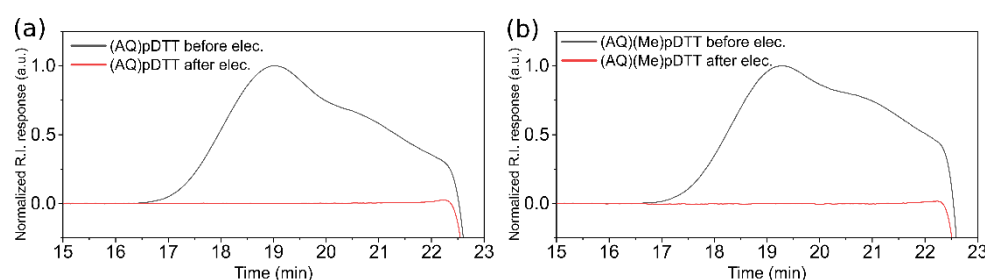 (a)
Normalized R.I. response (a.u.)
1.0
0.5
0.0
(AQ)pDTT before elec.
(AQ)pDTT after elec.
15 16 17 18 19 20 21 22 23
Time (min)
(b)
Normalized R.I. response (a.u.)
1.0
0.5
0.0
(AQ)(Me)pDTT before elec.
(AQ)(Me)pDTT after elec.
15 16 17 18 19 20 21 22 23
Time (min)